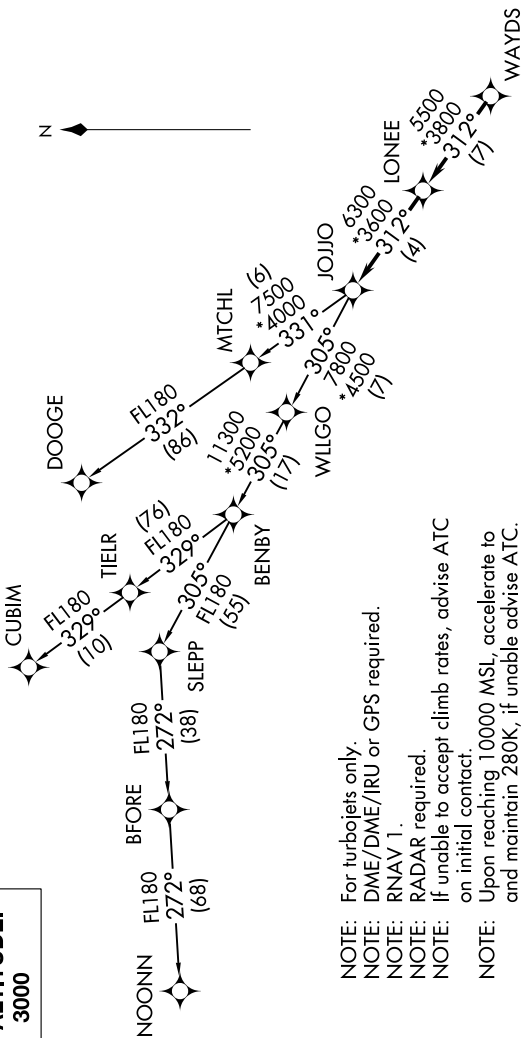 ALTITUDE:
3000
N
CUBIM
FL180
329°
(10)
TIELR
(76)
FL180
329°
DOOGE
FL180
332°
(86)
MTCHL
(6)
7500
*4000
331°
JOJJO
6300
*3600
312°
(4)
LONEE
5500
*3800
312°
(7)
WAYDS
305°
7800
*4500
(7)
WLLGO
11300
*5200
305°
(17)
BENBY
305°
FL180
(55)
SLEPP
FL180
272°
(38)
BFORE
FL180
272°
(68)
NOONN
NOTE: For turbojets only.
NOTE: DME/DME/IRU or GPS required.
NOTE: RNAV 1.
NOTE: RADAR required.
NOTE: If unable to accept climb rates, advise ATC
on initial contact.
NOTE: Upon reaching 10000 MSL, accelerate to
and maintain 280K, if unable advise ATC.